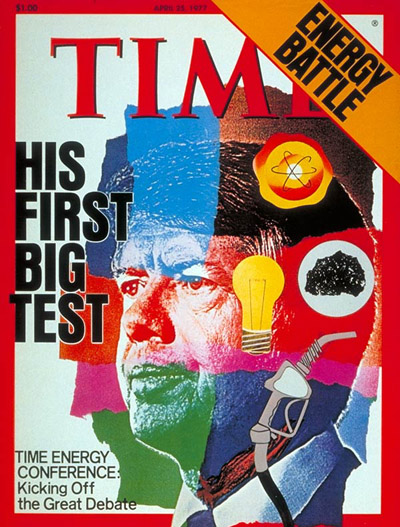 $1.00
APRIL 25, 1977
®
TIME
ENERGY
BATTLE
HIS
FIRST
BIG
TEST
TIME ENERGY
CONFERENCE:
Kicking Off
the Great Debate